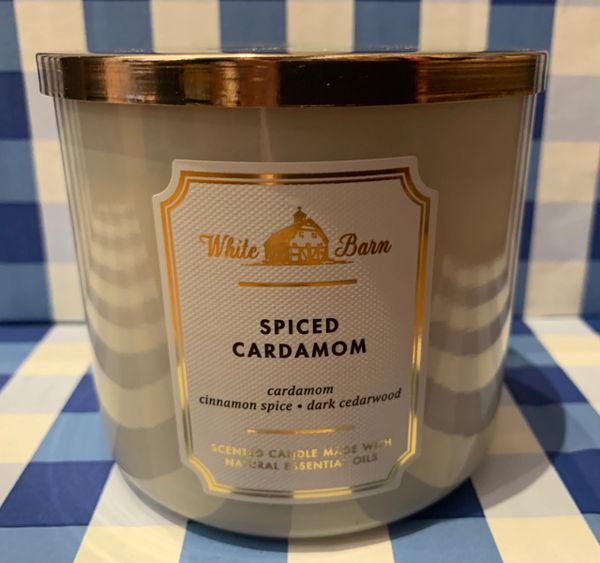 White Barn
SPICED
CARDAMOM
cardamom
cinnamon spice • dark cedarwood
SCENTED CANDLE MADE WITH
NATURAL ESSENTIAL OILS